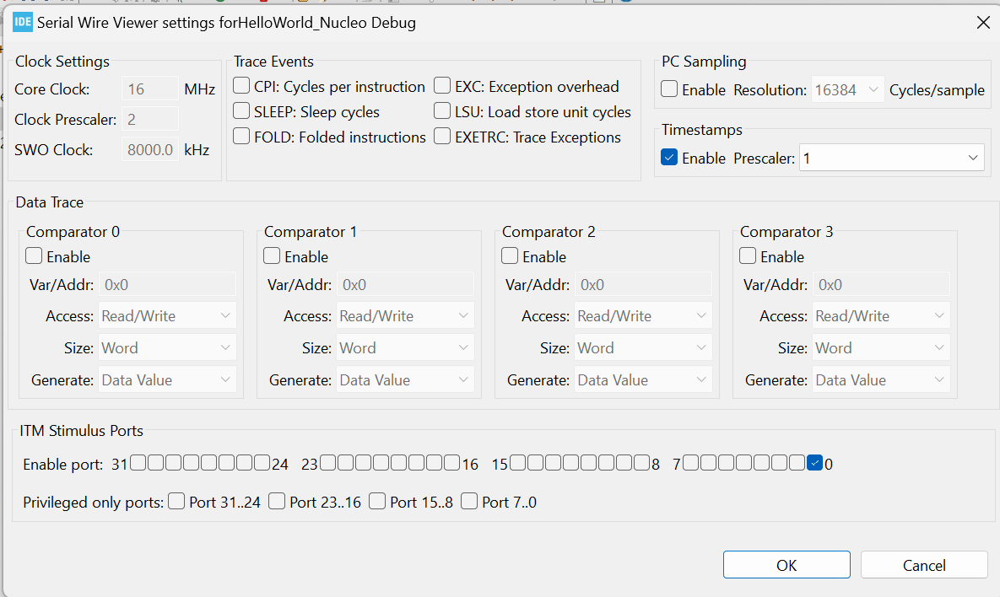 IDE Serial Wire Viewer settings forHelloWorld_Nucleo Debug
Clock Settings
Core Clock: 16 MHz
Clock Prescaler: 2
SWO Clock: 8000.0 kHz
Trace Events
CPI: Cycles per instruction EXC: Exception overhead
SLEEP: Sleep cycles LSU: Load store unit cycles
FOLD: Folded instructions EXETRC: Trace Exceptions
PC Sampling
Enable Resolution: 16384 Cycles/sample
Timestamps
Enable Prescaler: 1
Data Trace
Comparator 0
Enable
Var/Addr: 0x0
Access: Read/Write
Size: Word
Generate: Data Value
Comparator 1
Enable
Var/Addr: 0x0
Access: Read/Write
Size: Word
Generate: Data Value
Comparator 2
Enable
Var/Addr: 0x0
Access: Read/Write
Size: Word
Generate: Data Value
Comparator 3
Enable
Var/Addr: 0x0
Access: Read/Write
Size: Word
Generate: Data Value
ITM Stimulus Ports
Enable port: 31 24 23 16 15 8 7 0
Privileged only ports: Port 31..24 Port 23..16 Port 15..8 Port 7..0
OK Cancel